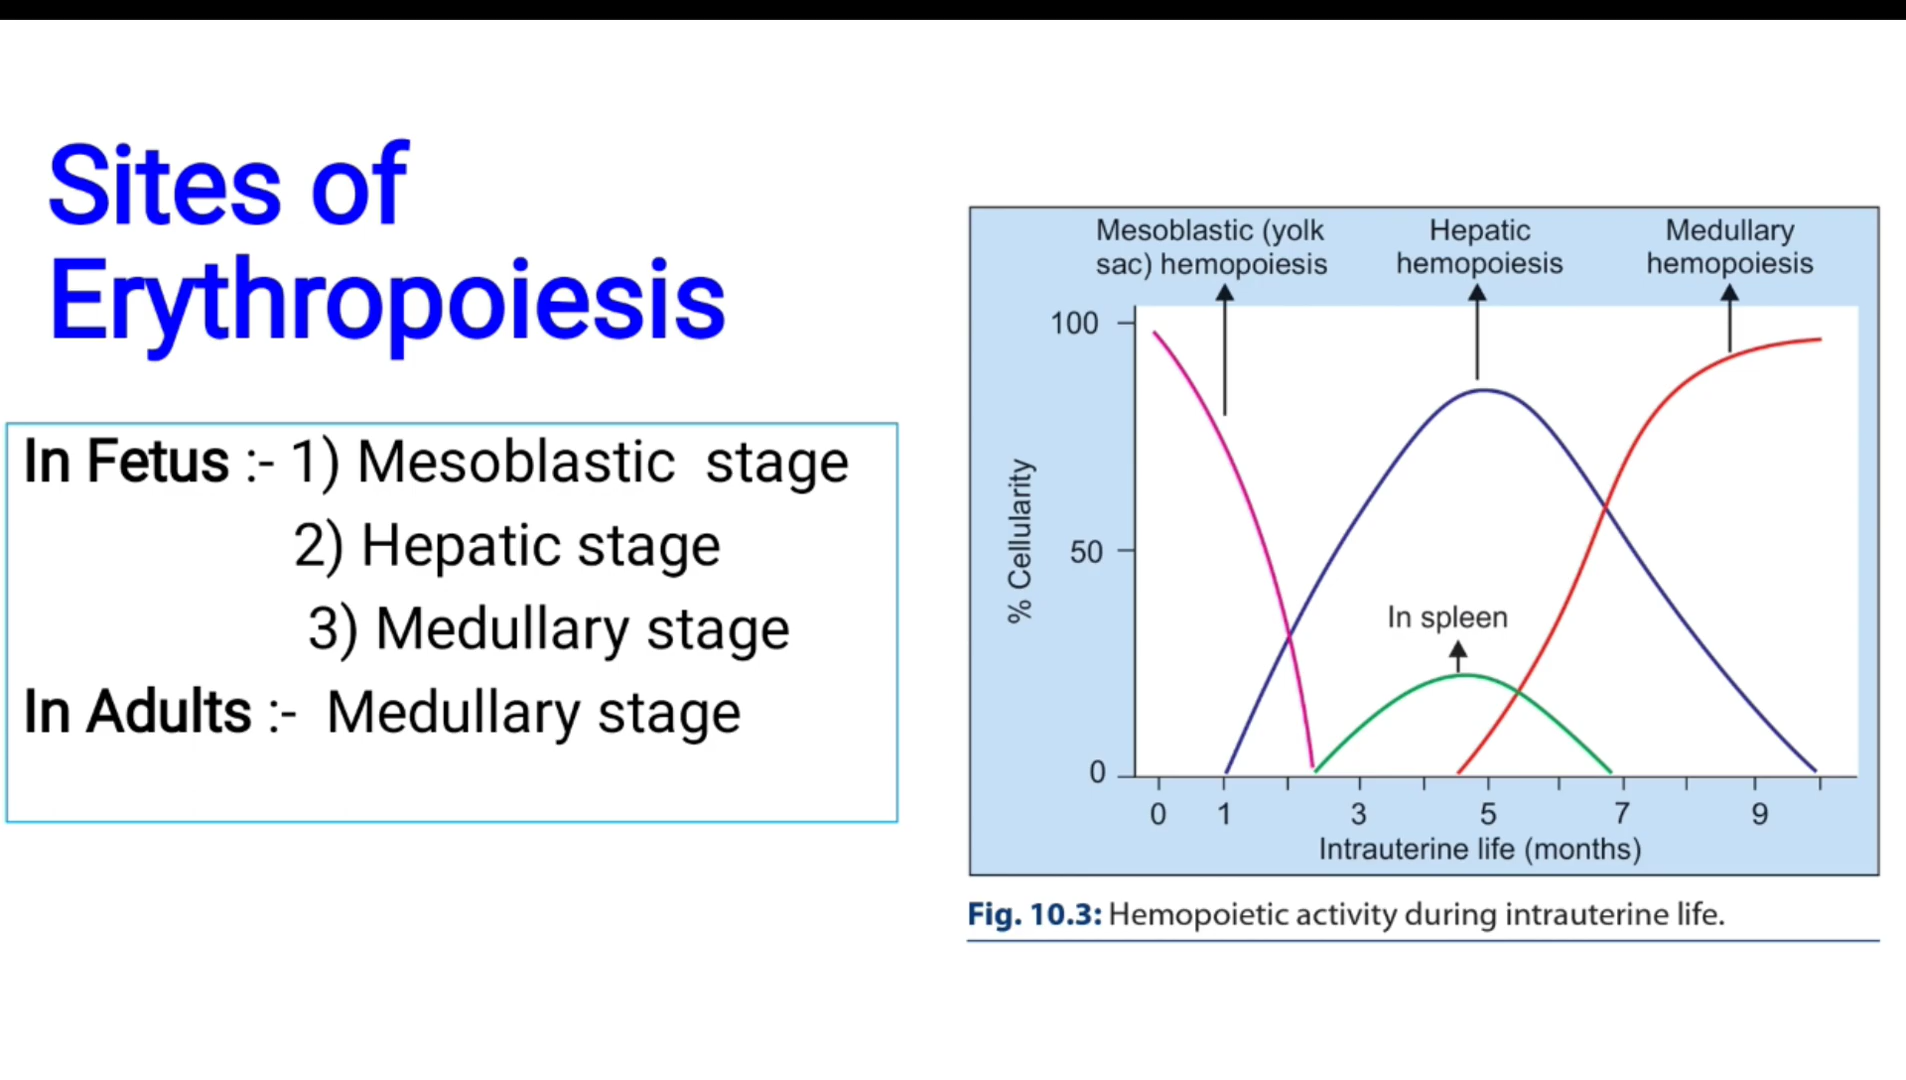 Sites of
Erythropoiesis
In Fetus :- 1) Mesoblastic stage
2) Hepatic stage
3) Medullary stage
In Adults :- Medullary stage
Mesoblastic (yolk
sac) hemopoiesis
Hepatic
hemopoiesis
Medullary
hemopoiesis
100
50
0
% Cellularity
In spleen
0 1 3 5 7 9
Intrauterine life (months)
Fig. 10.3: Hemopoietic activity during intrauterine life.